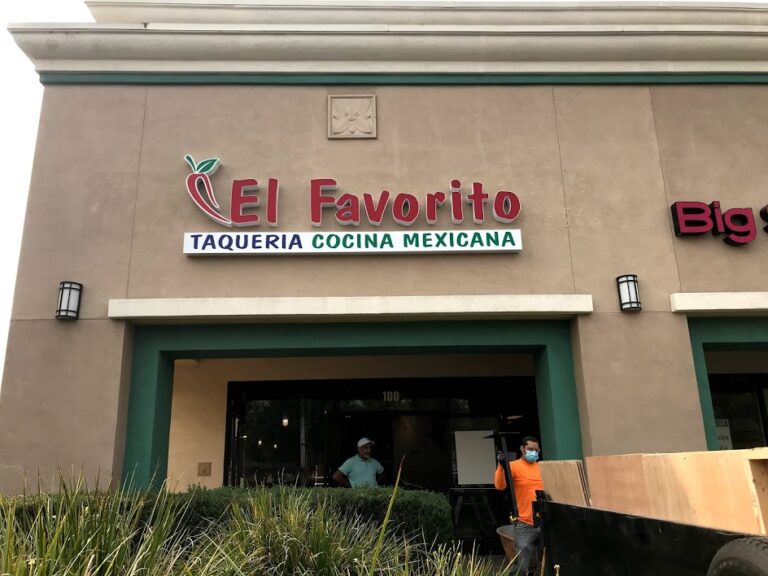 El Favorito
TAQUERIA COCINA MEXICANA
Big
100